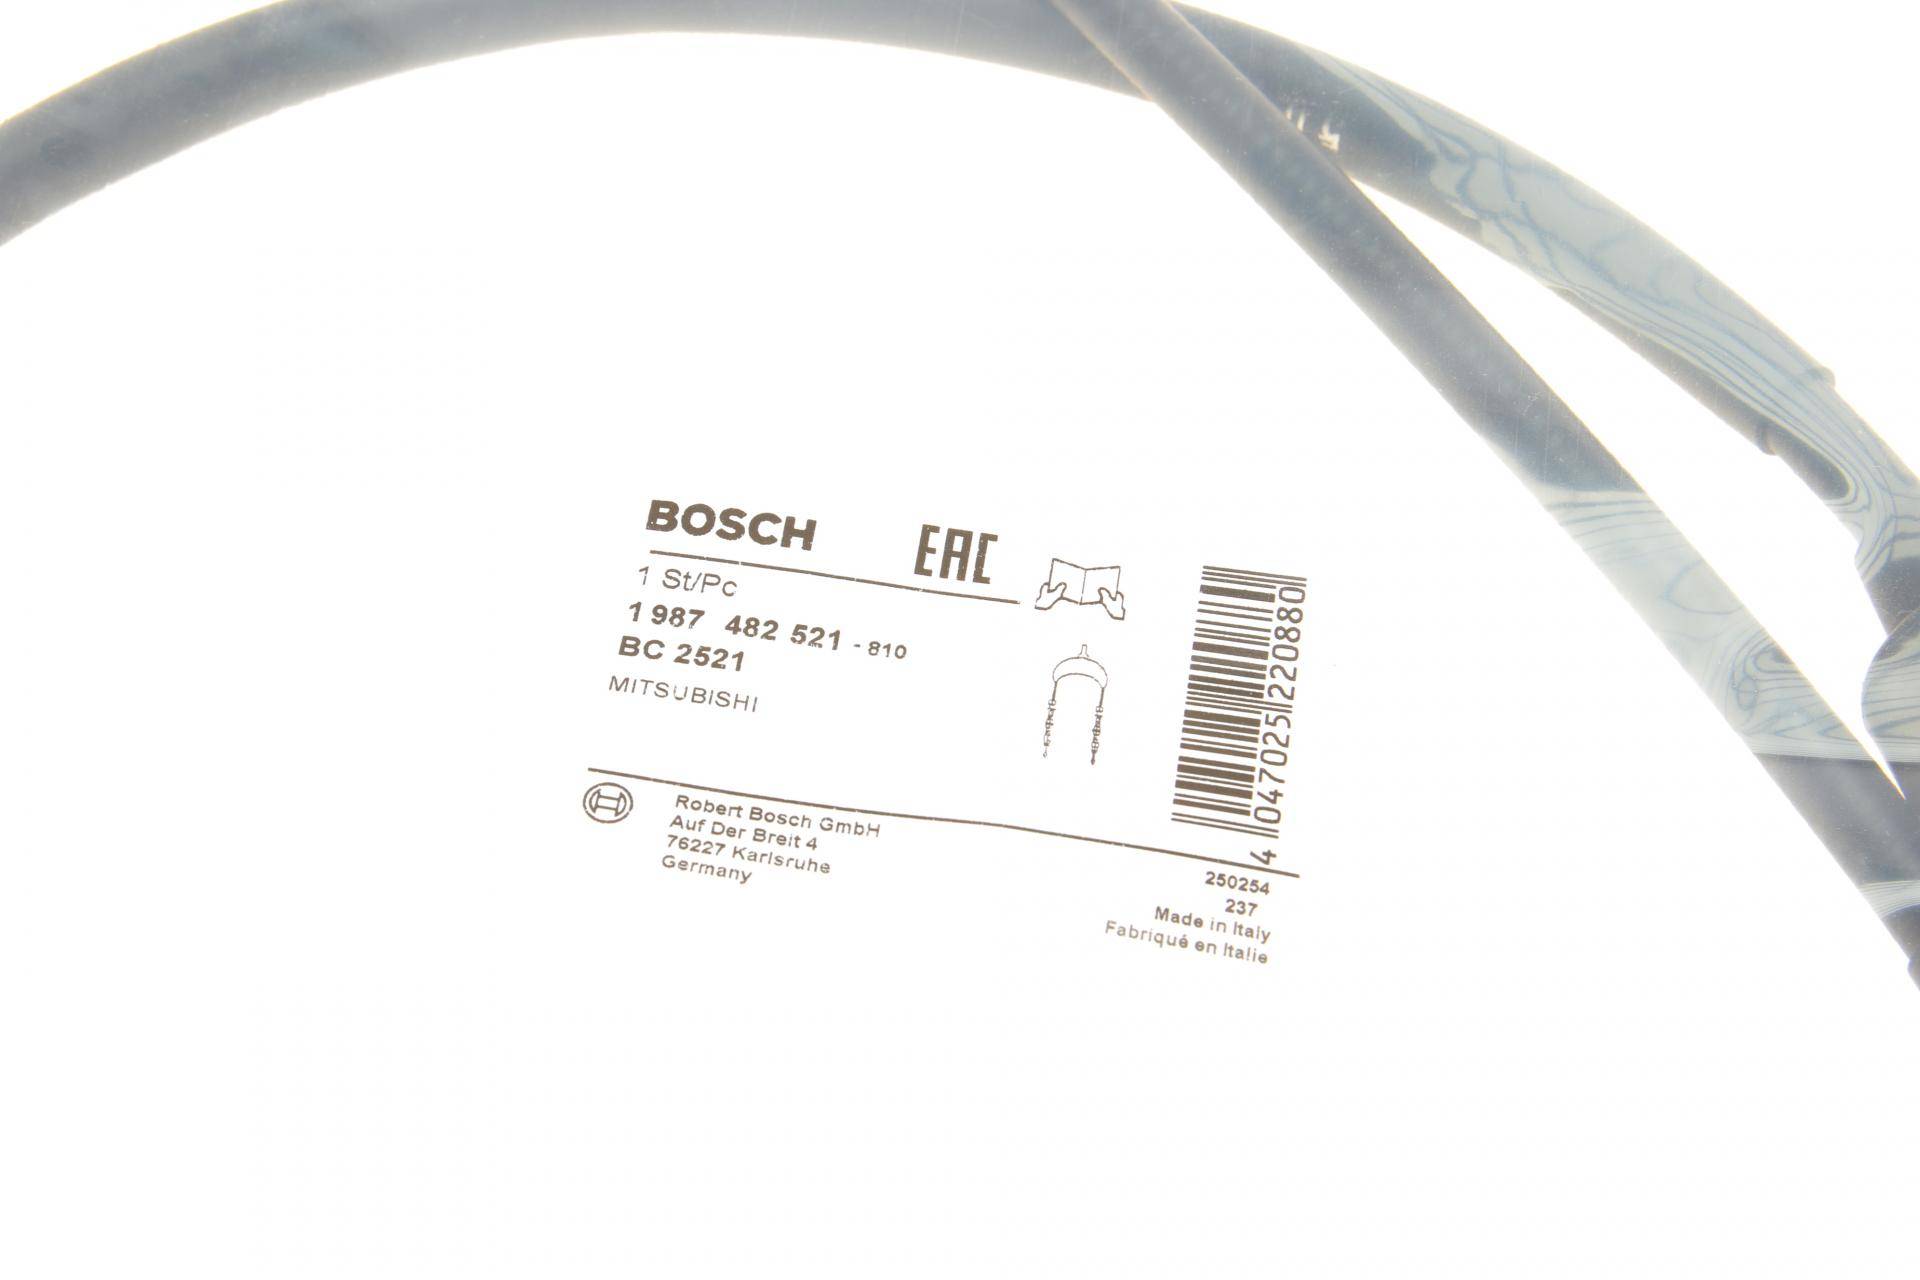 BOSCH EAC
1 St/Pc
1 987 482 521 - 810
BC 2521
MITSUBISHI
4 047025 220880
Robert Bosch GmbH
Auf Der Breit 4
76227 Karlsruhe
Germany
250254
237
Made in Italy
Fabriqué en Italie